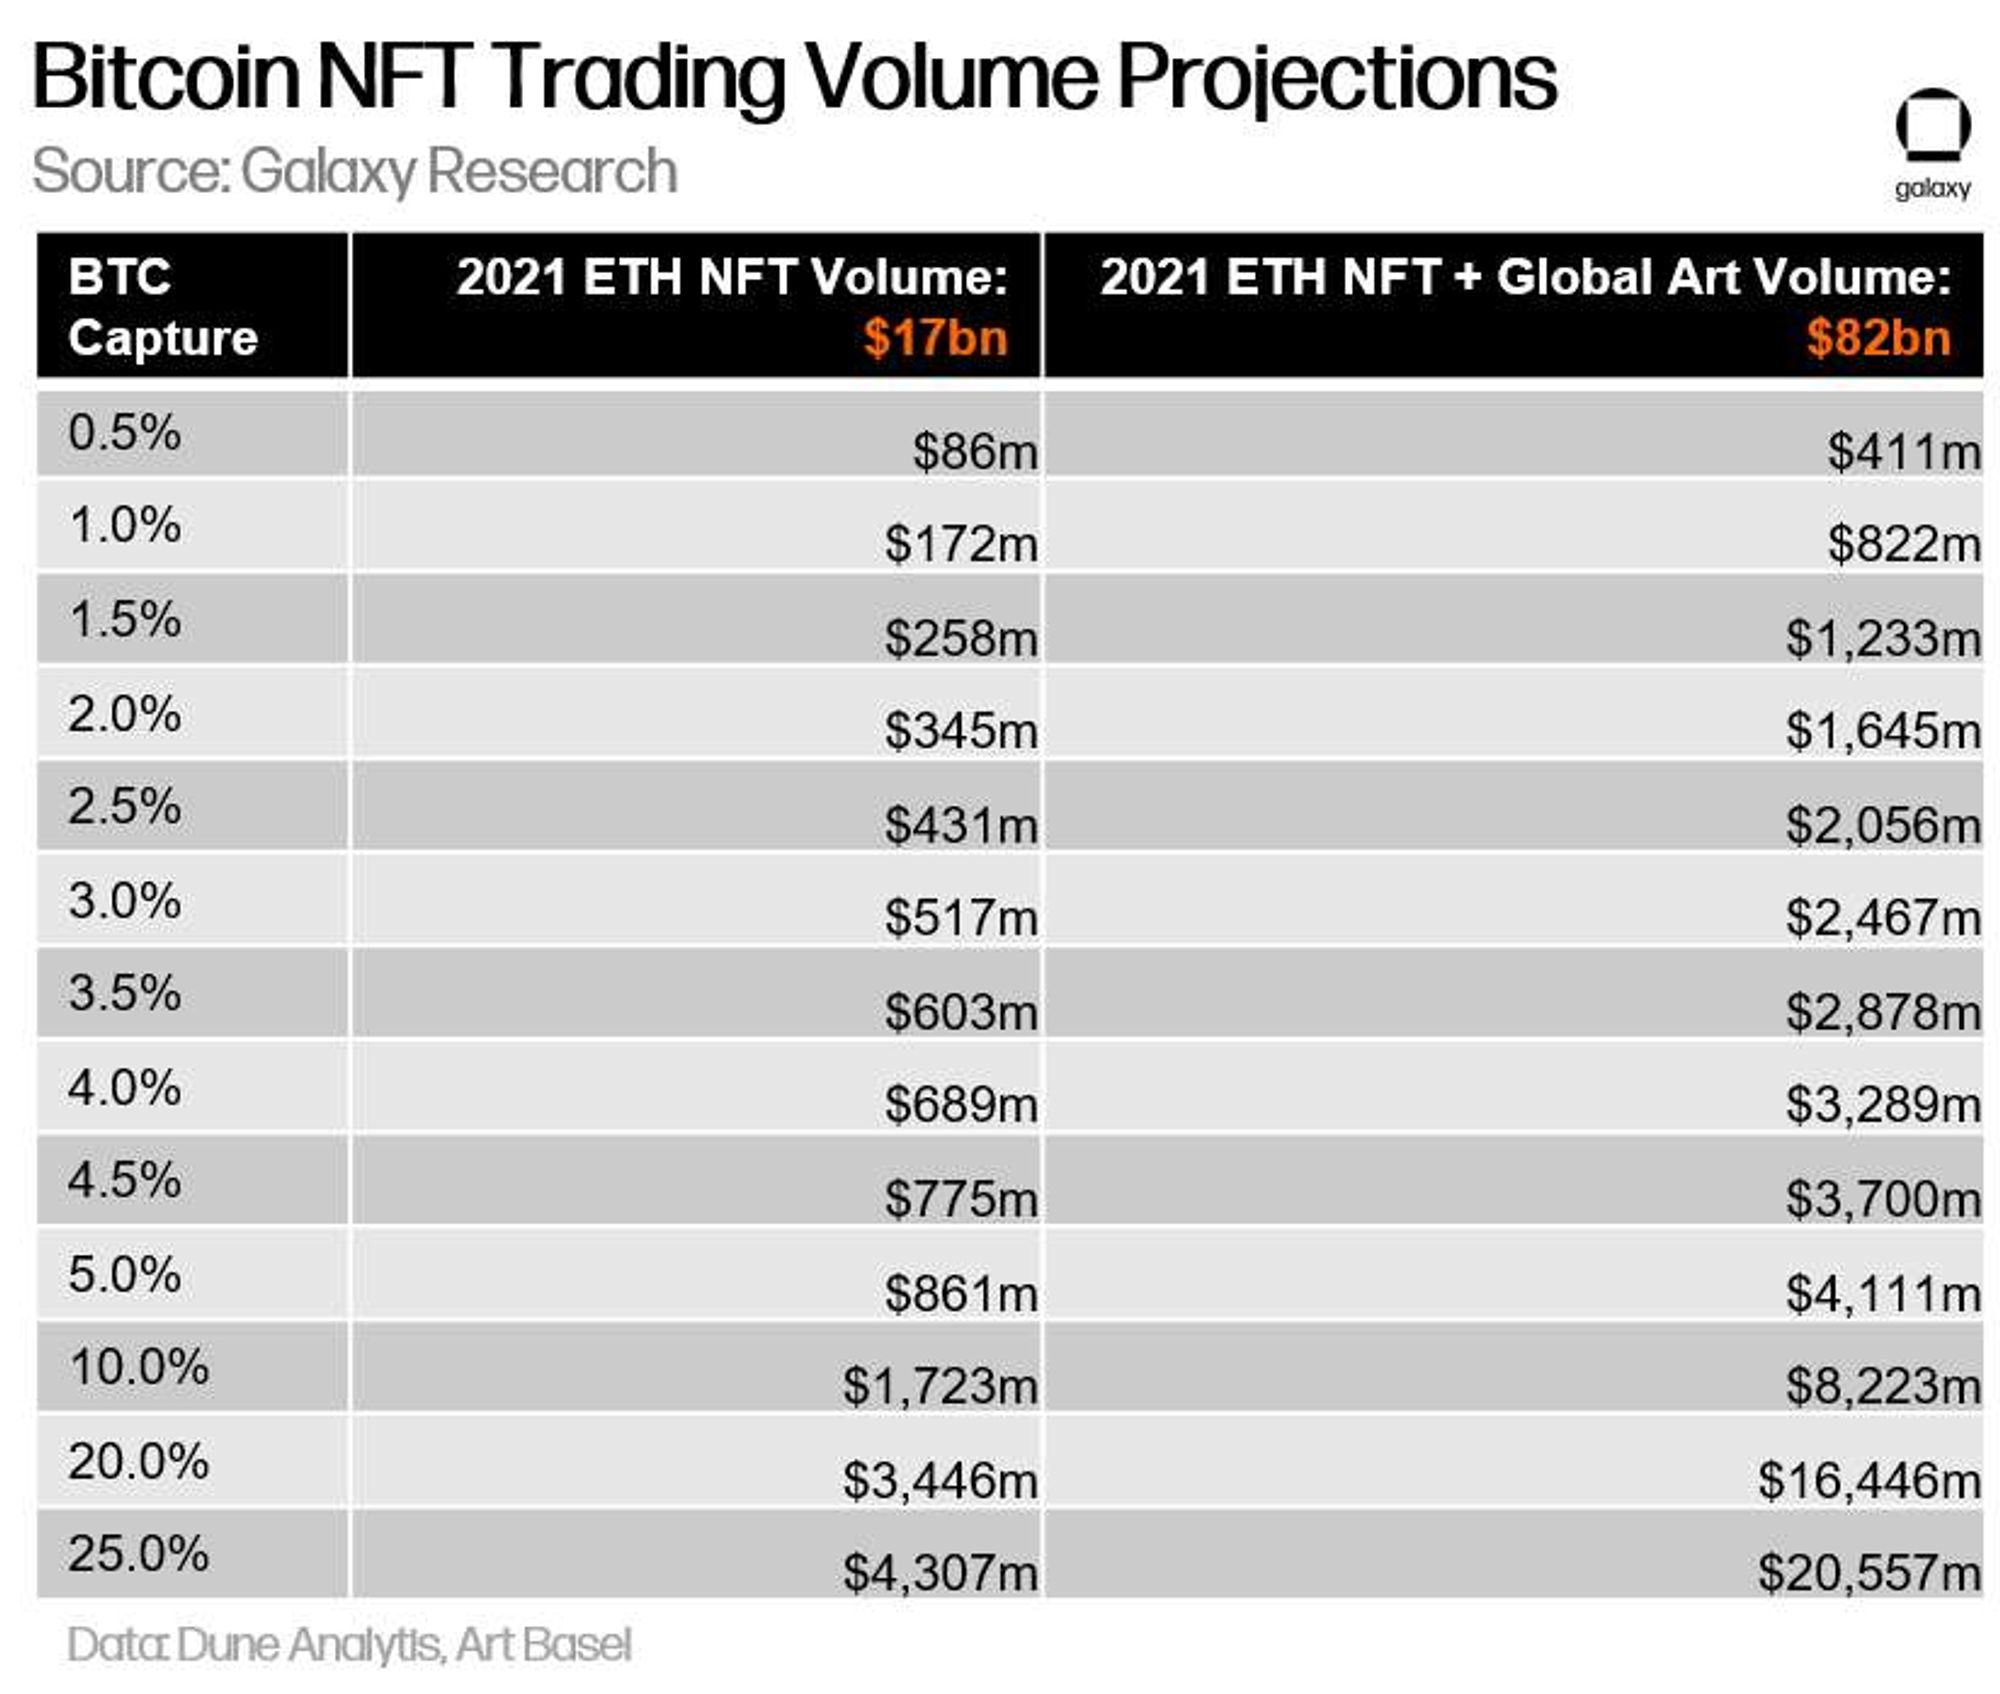 Bitcoin NFT Trading Volume Projections
Source: Galaxy Research
galaxy
BTC Capture
2021 ETH NFT Volume: $17bn
2021 ETH NFT + Global Art Volume: $82bn
0.5% $86m $411m
1.0% $172m $822m
1.5% $258m $1,233m
2.0% $345m $1,645m
2.5% $431m $2,056m
3.0% $517m $2,467m
3.5% $603m $2,878m
4.0% $689m $3,289m
4.5% $775m $3,700m
5.0% $861m $4,111m
10.0% $1,723m $8,223m
20.0% $3,446m $16,446m
25.0% $4,307m $20,557m
Data: Dune Analytis, Art Basel